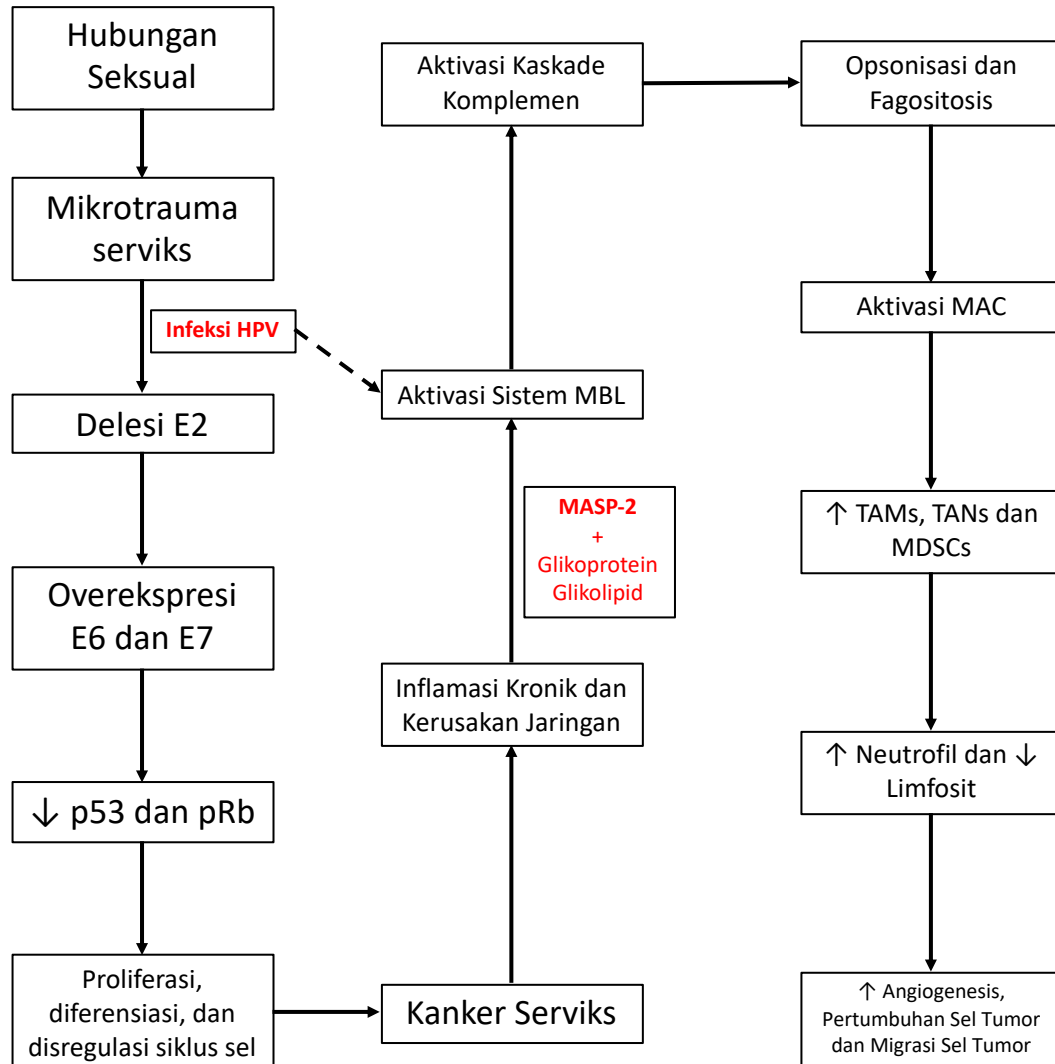 Hubungan
Seksual
Mikrotrauma
serviks
Infeksi HPV
Delesi E2
Overekspresi
E6 dan E7
↓ p53 dan pRb
Proliferasi,
diferensiasi, dan
disregulasi siklus sel
Kanker Serviks
Inflamasi Kronik dan
Kerusakan Jaringan
MASP-2
+
Glikoprotein
Glikolipid
Aktivasi Sistem MBL
Aktivasi Kaskade
Komplemen
Opsonisasi dan
Fagositosis
Aktivasi MAC
↑ TAMs, TANs dan
MDSCs
↑ Neutrofil dan ↓
Limfosit
↑ Angiogenesis,
Pertumbuhan Sel Tumor
dan Migrasi Sel Tumor